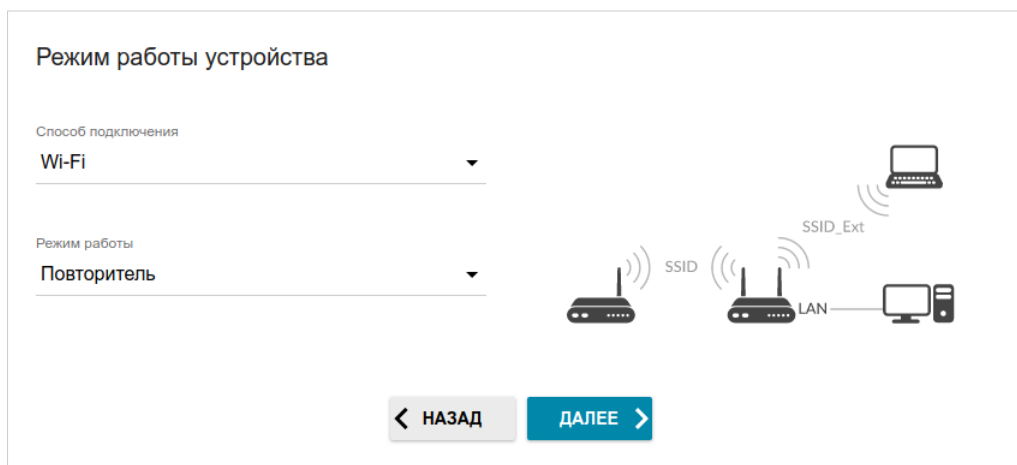 Режим работы устройства
Способ подключения
Wi-Fi
Режим работы
Повторитель
SSID_Ext
SSID
LAN
НАЗАД
ДАЛЕЕ